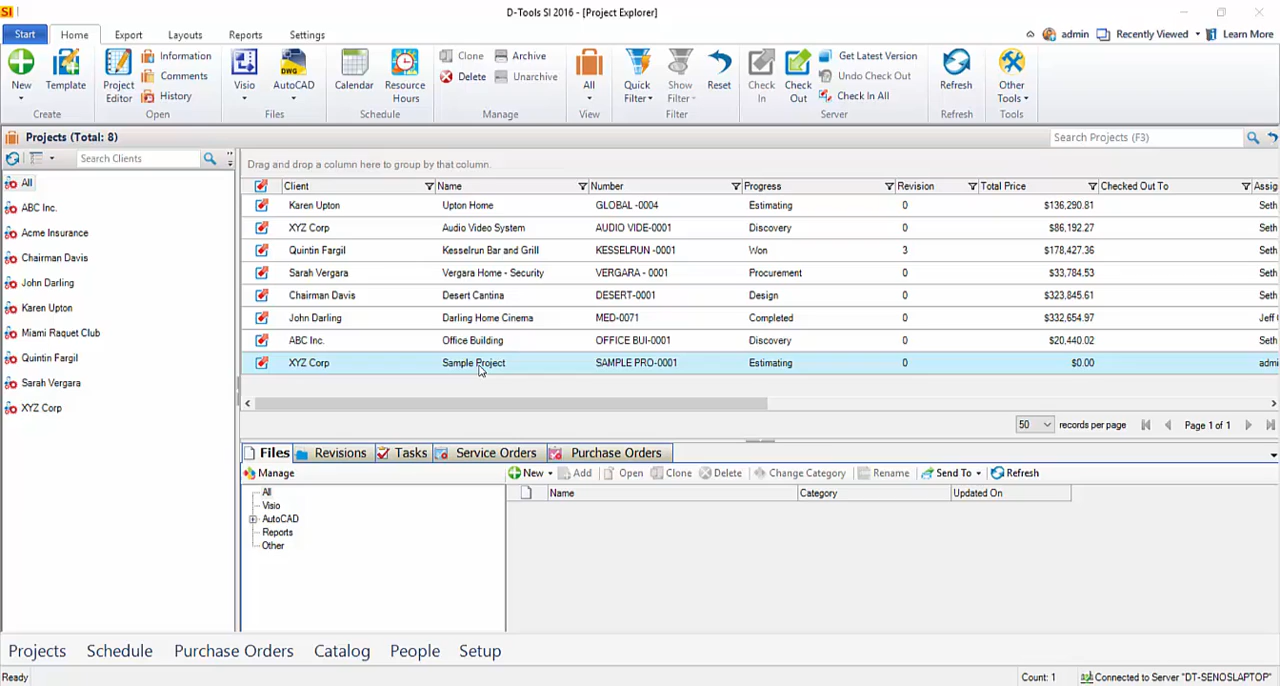 SI D-Tools SI 2016 - [Project Explorer]
Start Home Export Layouts Reports Settings admin Recently Viewed Learn More
New Template Project Editor Information Comments History Visio AutoCAD DWG Calendar Resource Hours Clone Delete Archive Unarchive All Quick Filter Show Filter Reset Check In Check Out Get Latest Version Undo Check Out Check In All Refresh Other Tools
Create Open Files Schedule Manage View Filter Server Refresh Tools
Projects (Total: 8) Search Projects (F3)
Search Clients Drag and drop a column here to group by that column.
All
ABC Inc.
Acme Insurance
Chairman Davis
John Darling
Karen Upton
Miami Raquet Club
Quintin Fargil
Sarah Vergara
XYZ Corp
Client Name Number Progress Revision Total Price Checked Out To Assig
Karen Upton Upton Home GLOBAL -0004 Estimating 0 $136,290.81 Seth
XYZ Corp Audio Video System AUDIO VIDE-0001 Discovery 0 $86,192.27 Seth
Quintin Fargil Kesselrun Bar and Grill KESSELRUN -0001 Won 3 $178,427.36 Seth
Sarah Vergara Vergara Home - Security VERGARA - 0001 Procurement 0 $33,784.53 Seth
Chairman Davis Desert Cantina DESERT-0001 Design 0 $323,845.61 Seth
John Darling Darling Home Cinema MED-0071 Completed 0 $332,654.97 Jeff
ABC Inc. Office Building OFFICE BUI-0001 Discovery 0 $20,440.02 Seth
XYZ Corp Sample Project SAMPLE PRO-0001 Estimating 0 $0.00 admi
50 records per page Page 1 of 1
Files Revisions Tasks Service Orders Purchase Orders
Manage New Add Open Clone Delete Change Category Rename Send To Refresh
All
Visio
AutoCAD
Reports
Other
Name Category Updated On
Projects Schedule Purchase Orders Catalog People Setup
Ready Count: 1 Connected to Server "DT-SENOSLAPTOP"